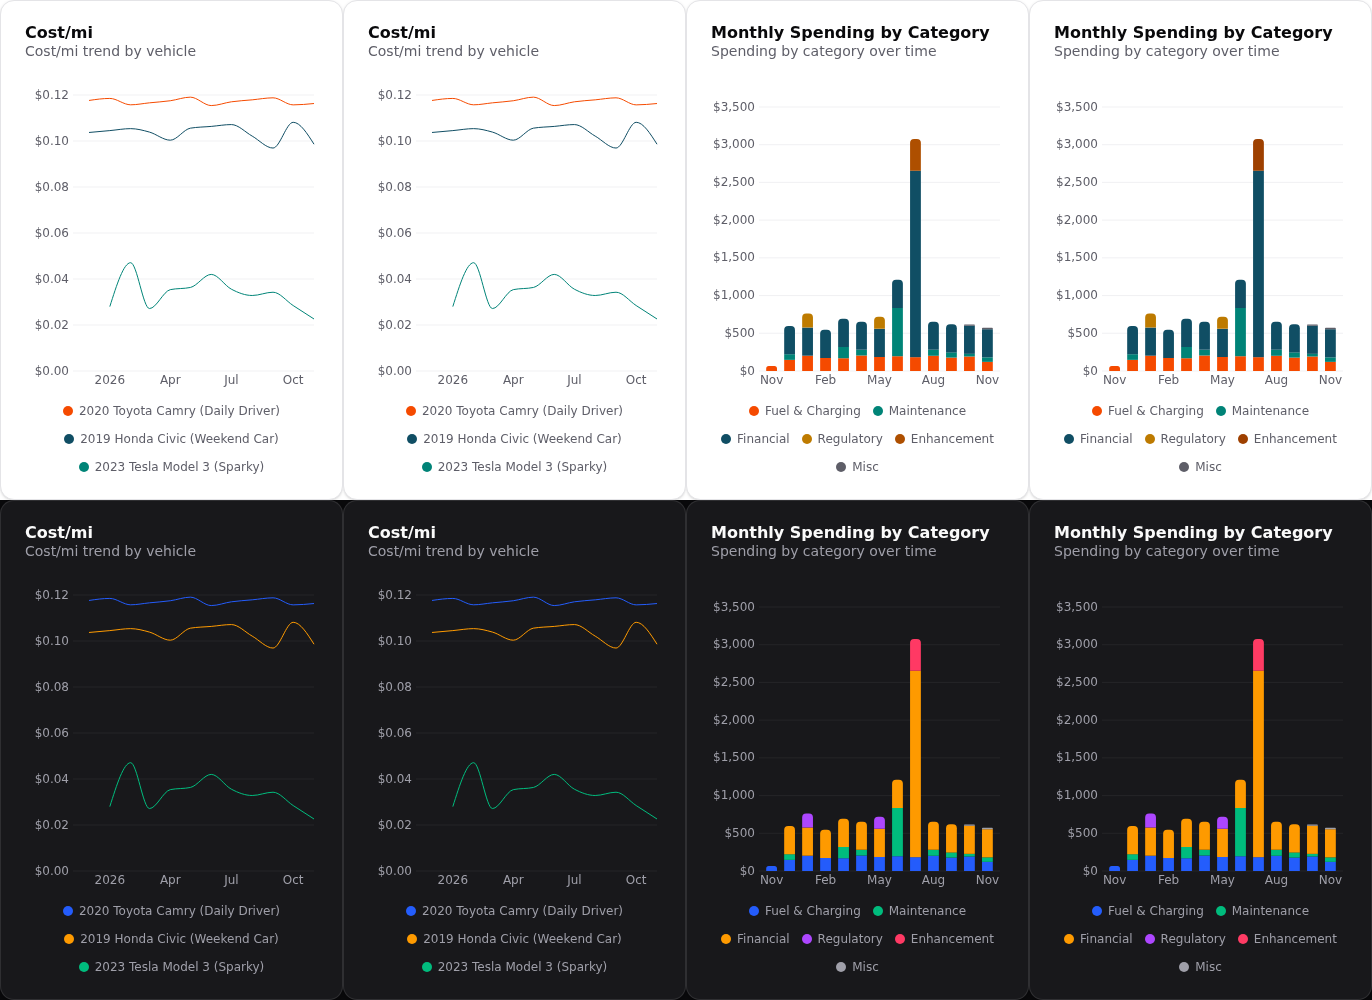 Cost/mi
Cost/mi trend by vehicle
$0.12
$0.10
$0.08
$0.06
$0.04
$0.02
$0.00
2026 Apr Jul Oct
2020 Toyota Camry (Daily Driver)
2019 Honda Civic (Weekend Car)
2023 Tesla Model 3 (Sparky)
Cost/mi
Cost/mi trend by vehicle
$0.12
$0.10
$0.08
$0.06
$0.04
$0.02
$0.00
2026 Apr Jul Oct
2020 Toyota Camry (Daily Driver)
2019 Honda Civic (Weekend Car)
2023 Tesla Model 3 (Sparky)
Monthly Spending by Category
Spending by category over time
$3,500
$3,000
$2,500
$2,000
$1,500
$1,000
$500
$0
Nov Feb May Aug Nov
Fuel & Charging Maintenance
Financial Regulatory Enhancement
Misc
Monthly Spending by Category
Spending by category over time
$3,500
$3,000
$2,500
$2,000
$1,500
$1,000
$500
$0
Nov Feb May Aug Nov
Fuel & Charging Maintenance
Financial Regulatory Enhancement
Misc
Cost/mi
Cost/mi trend by vehicle
$0.12
$0.10
$0.08
$0.06
$0.04
$0.02
$0.00
2026 Apr Jul Oct
2020 Toyota Camry (Daily Driver)
2019 Honda Civic (Weekend Car)
2023 Tesla Model 3 (Sparky)
Cost/mi
Cost/mi trend by vehicle
$0.12
$0.10
$0.08
$0.06
$0.04
$0.02
$0.00
2026 Apr Jul Oct
2020 Toyota Camry (Daily Driver)
2019 Honda Civic (Weekend Car)
2023 Tesla Model 3 (Sparky)
Monthly Spending by Category
Spending by category over time
$3,500
$3,000
$2,500
$2,000
$1,500
$1,000
$500
$0
Nov Feb May Aug Nov
Fuel & Charging Maintenance
Financial Regulatory Enhancement
Misc
Monthly Spending by Category
Spending by category over time
$3,500
$3,000
$2,500
$2,000
$1,500
$1,000
$500
$0
Nov Feb May Aug Nov
Fuel & Charging Maintenance
Financial Regulatory Enhancement
Misc